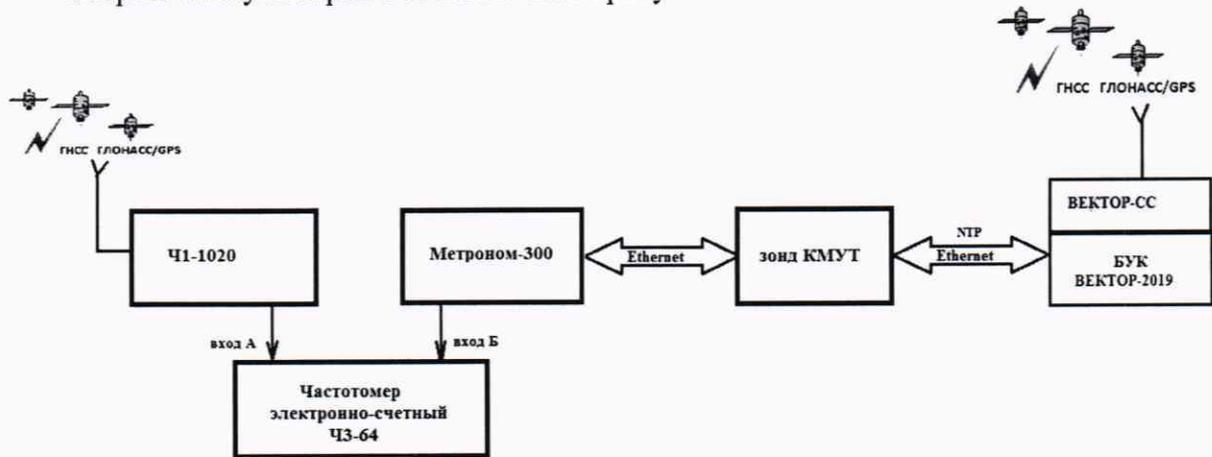 ГНСС ГЛОНАСС/GPS
ГНСС ГЛОНАСС/GPS
ВЕКТОР-СС
Ч1-1020
Метроном-300
Ethernet
зонд КМУТ
NTP
Ethernet
БУК
ВЕКТОР-2019
вход А
вход Б
Частотомер
электронно-счетный
Ч3-64